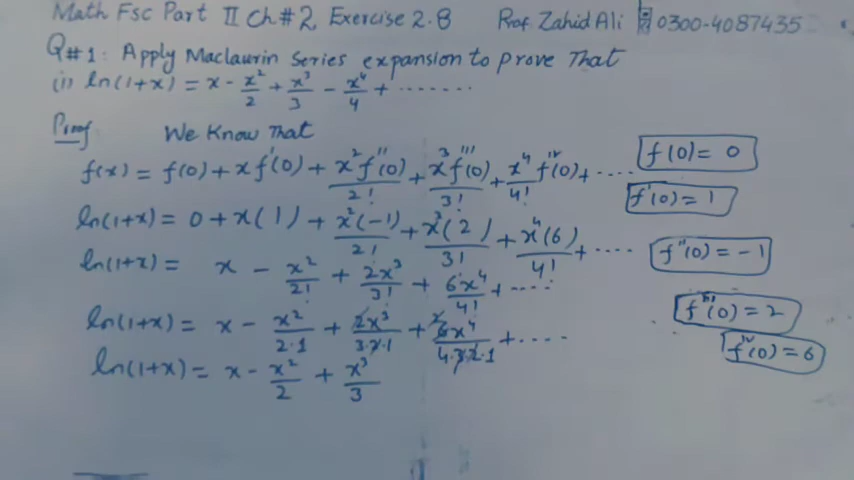 Math Fsc Part II Ch#2 Exercise 2.8 Prof. Zahid Ali 0300-4087435
Q#1: Apply Maclaurin Series expansion to prove That
(i) ln(1+x) = x - x²/2 + x³/3 - x⁴/4 + ........
Proof We Know That
f(x) = f(0) + x f'(0) + x² f''(0)/2! + x³ f'''(0)/3! + x⁴/4! f^iv(0) + .... f(0) = 0
f'(0) = 1
ln(1+x) = 0 + x(1) + x²(-1)/2! + x³(2)/3! + x⁴(6)/4! + .... f''(0) = -1
ln(1+x) = x - x²/2! + 2x³/3! + 6x⁴/4! + ....
f'''(0) = 2
ln(1+x) = x - x²/2·1 + 2x³/3·2·1 + 6x⁴/4·3·2·1 + ....
f^iv(0) = 6
ln(1+x) = x - x²/2 + x³/3